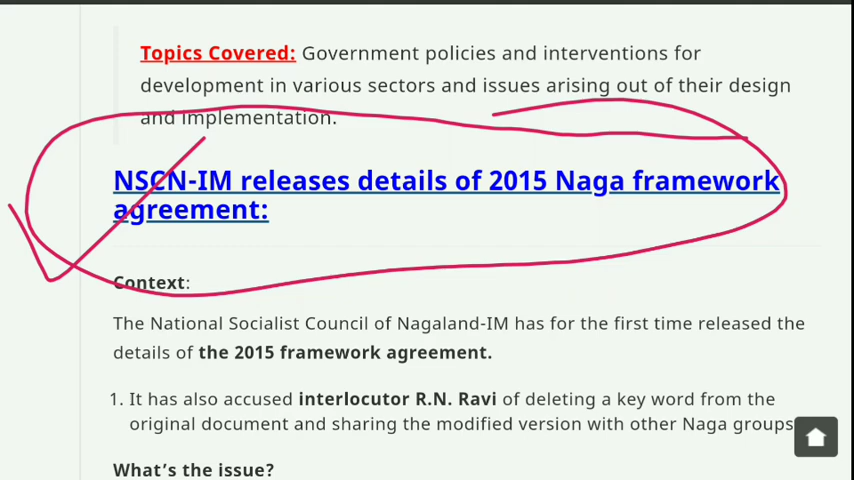 Topics Covered: Government policies and interventions for
development in various sectors and issues arising out of their design
and implementation.
NSCN-IM releases details of 2015 Naga framework
agreement:
Context:
The National Socialist Council of Nagaland-IM has for the first time released the
details of the 2015 framework agreement.
1. It has also accused interlocutor R.N. Ravi of deleting a key word from the
original document and sharing the modified version with other Naga groups
What's the issue?